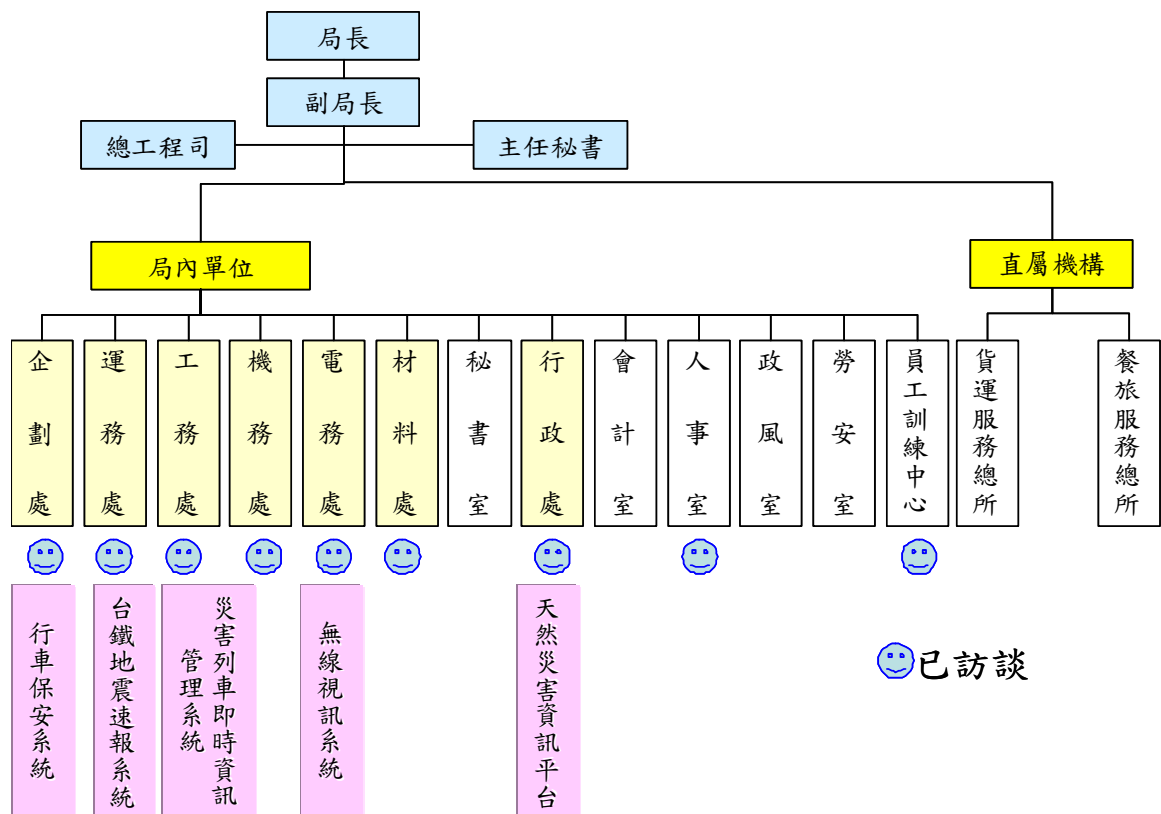 局長
副局長
總工程司
主任秘書
局內單位
直屬機構
企劃處
運務處
工務處
機務處
電務處
材料處
秘書室
行政處
會計室
人事室
政風室
勞安室
員工訓練中心
貨運服務總所
餐旅服務總所
行車保安系統
台鐵地震速報系統
災害列車即時資訊
管理系統
無線視訊系統
天然災害資訊平台
已訪談